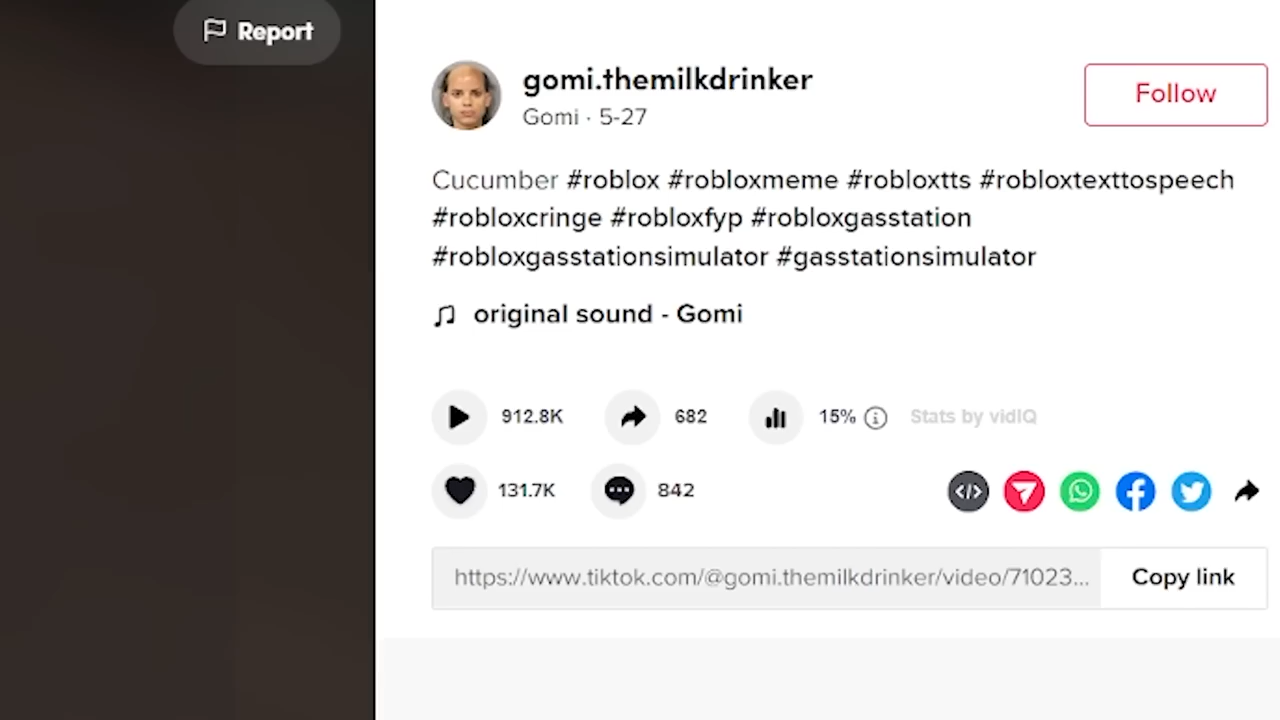 Report
gomi.themilkdrinker
Gomi · 5-27
Follow
Cucumber #roblox #robloxmeme #robloxtts #robloxtexttospeech
#robloxcringe #robloxfyp #robloxgasstation
#robloxgasstationsimulator #gasstationsimulator
original sound - Gomi
912.8K 682 15% Stats by vidIQ
131.7K 842
https://www.tiktok.com/@gomi.themilkdrinker/video/71023... Copy link